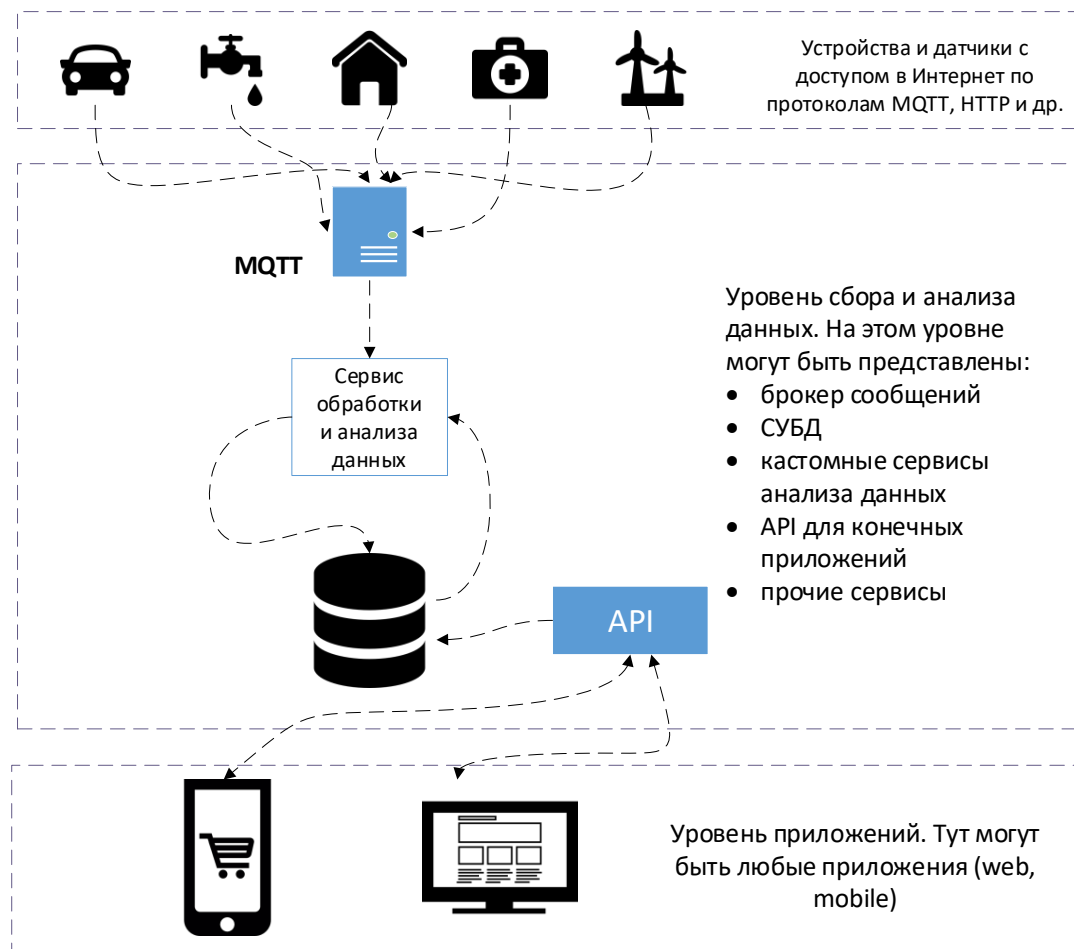 Устройства и датчики с
доступом в Интернет по
протоколам MQTT, HTTP и др.
MQTT
Сервис
обработки
и анализа
данных
Уровень сбора и анализа
данных. На этом уровне
могут быть представлены:
• брокер сообщений
• СУБД
• кастомные сервисы
анализа данных
• API для конечных
приложений
• прочие сервисы
API
Уровень приложений. Тут могут
быть любые приложения (web,
mobile)